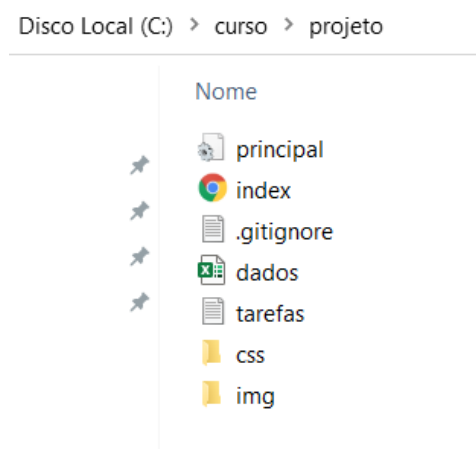 Disco Local (C:) > curso > projeto
Nome
principal
index
.gitignore
dados
tarefas
css
img